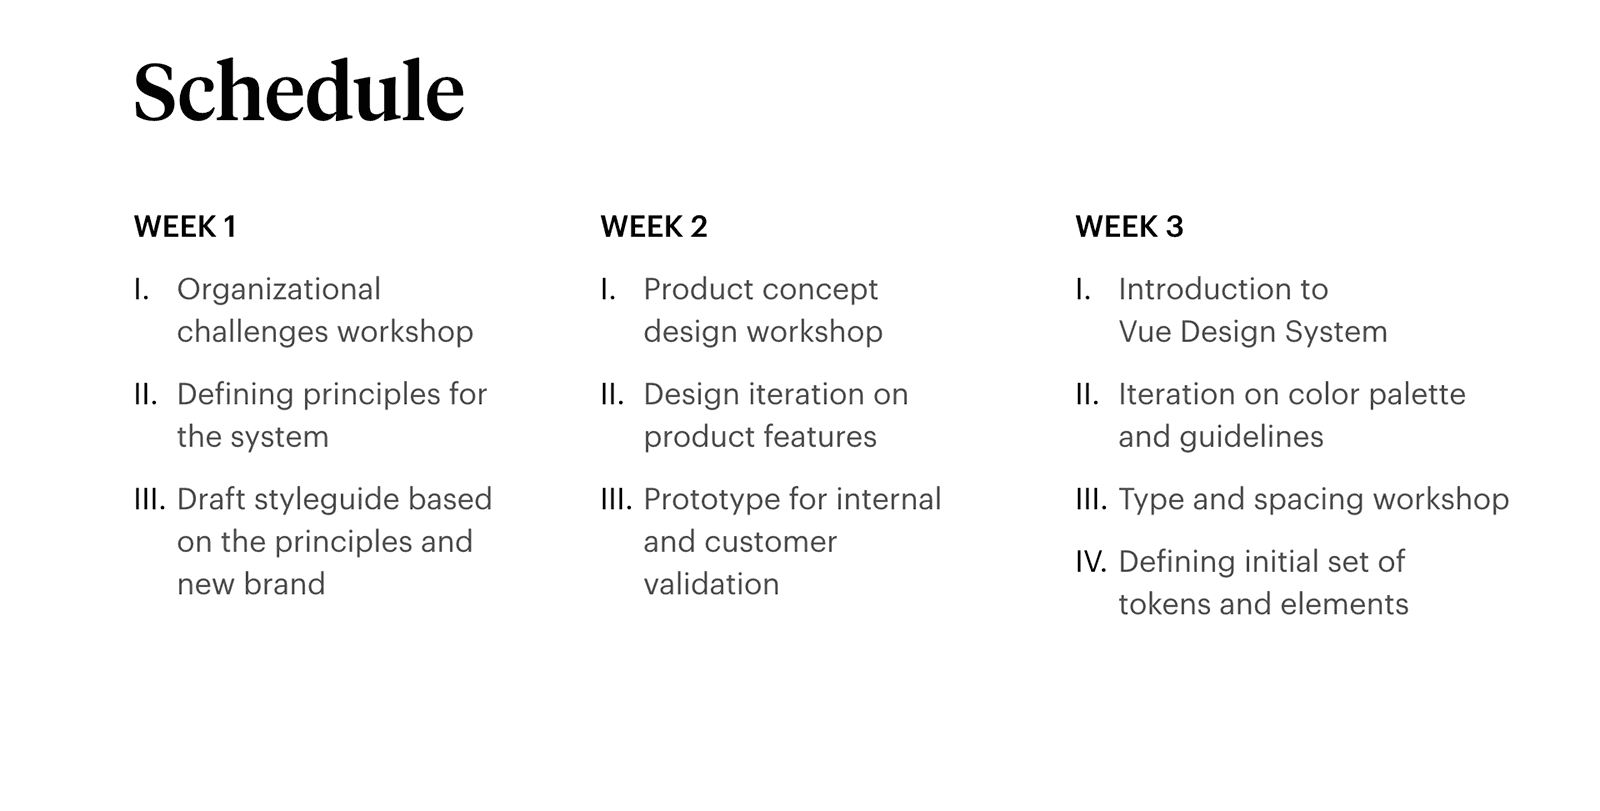 Schedule
WEEK 1
I. Organizational
challenges workshop
II. Defining principles for
the system
III. Draft styleguide based
on the principles and
new brand
WEEK 2
I. Product concept
design workshop
II. Design iteration on
product features
III. Prototype for internal
and customer
validation
WEEK 3
I. Introduction to
Vue Design System
II. Iteration on color palette
and guidelines
III. Type and spacing workshop
IV. Defining initial set of
tokens and elements